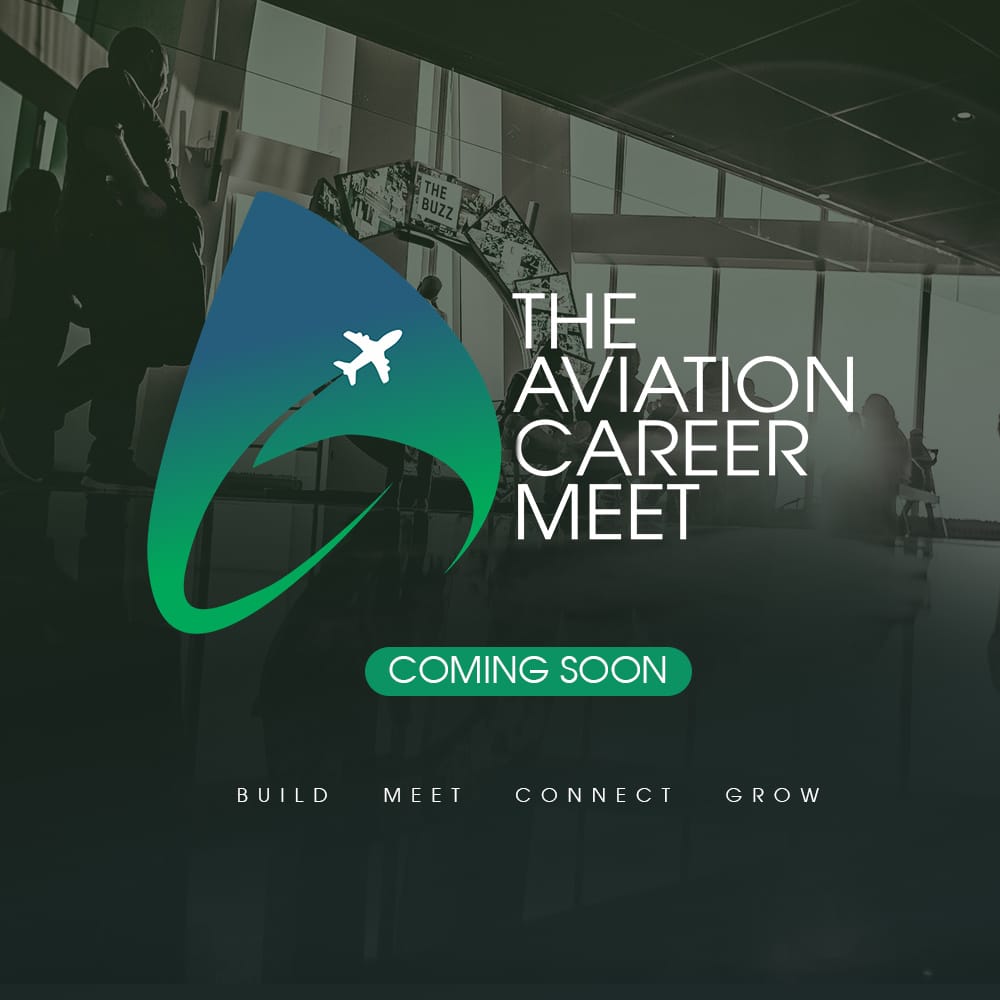 THE
BUZZ
THE
AVIATION
CAREER
MEET
COMING SOON
BUILD MEET CONNECT GROW